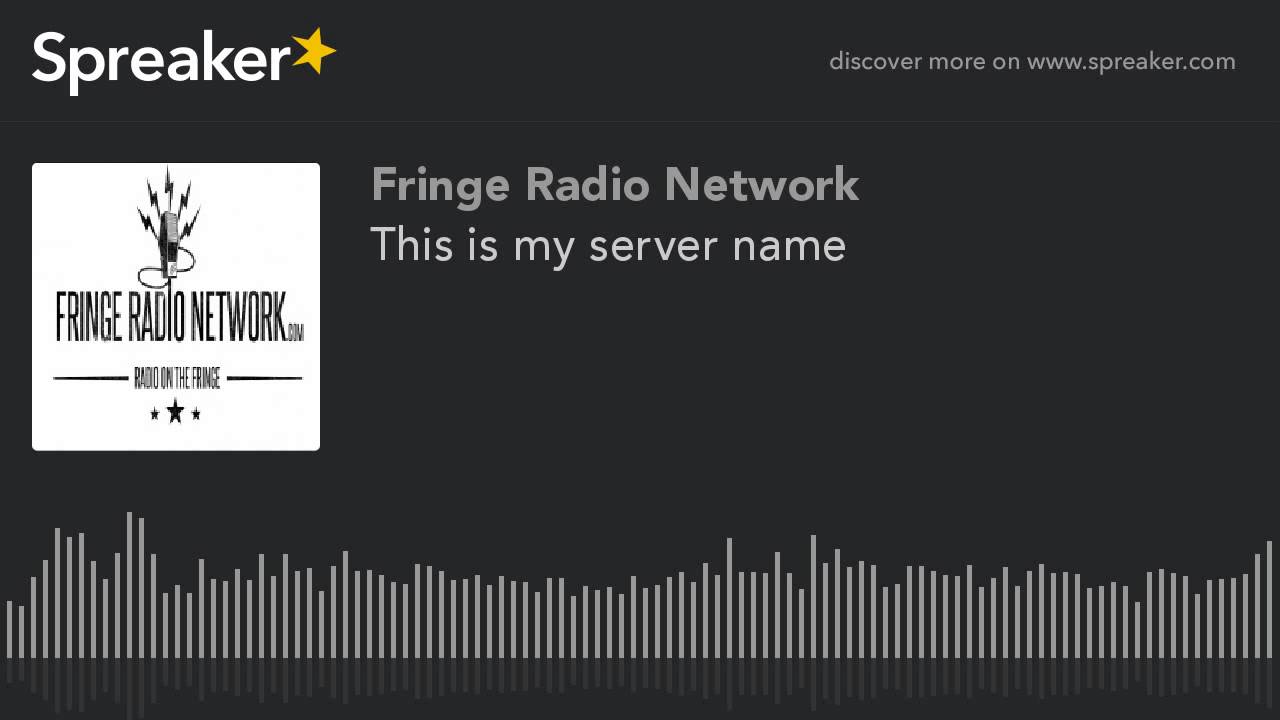 Spreaker
discover more on www.spreaker.com
Fringe Radio Network
This is my server name
FRINGE RADIO NETWORK.COM
RADIO ON THE FRINGE